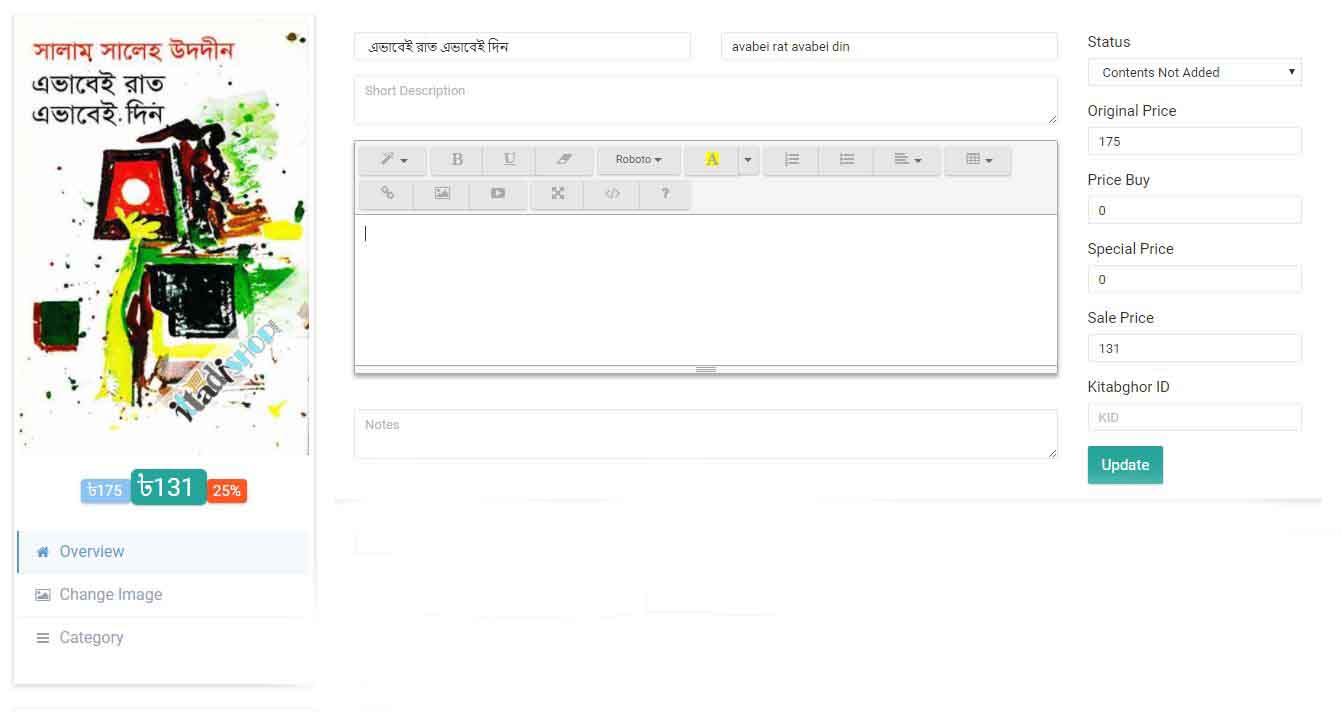 সালাম সালেহ উদদীন
এভাবেই রাত
এভাবেই দিন
ittadiSHOP
৳175 ৳131 25%
Overview
Change Image
Category
এভাবেই রাত এভাবেই দিন
avabei rat avabei din
Short Description
B U Roboto A
</> ?
Notes
Status
Contents Not Added
Original Price
175
Price Buy
0
Special Price
0
Sale Price
131
Kitabghor ID
KID
Update